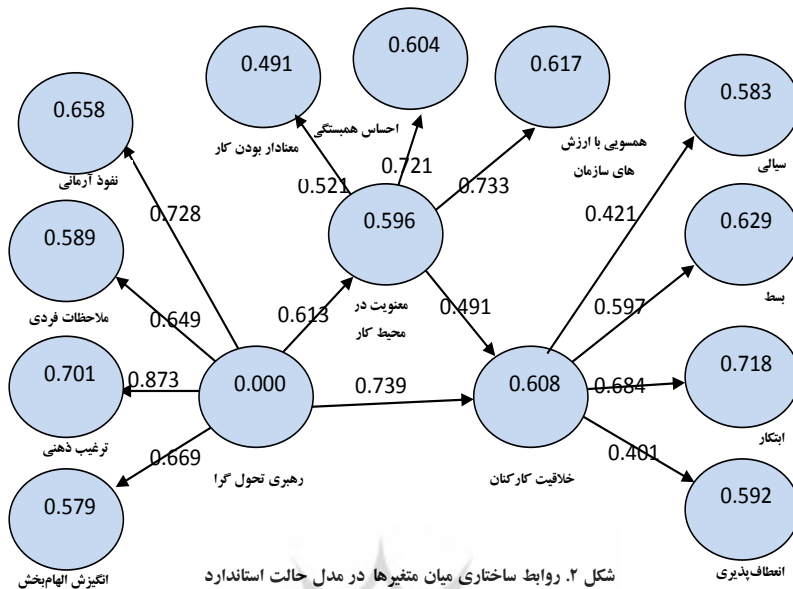 0.604
0.491
0.617
0.583
0.658
احساس همبستگی
معنادار بودن کار
همسویی با ارزش
های سازمان
سیالی
نفوذ آرمانی
0.721
0.521
0.733
0.728
0.421
0.596
0.629
0.589
معنویت در
محیط کار
بسط
ملاحظات فردی
0.649
0.613
0.491
0.597
0.701
0.873
0.000
0.739
0.608
0.684
0.718
ترغیب ذهنی
ابتکار
0.669
رهبری تحول گرا
خلاقیت کارکنان
0.401
0.579
0.592
انگیزش الهام‌بخش
انعطاف‌پذیری
شکل ۲. روابط ساختاری میان متغیرها در مدل حالت استاندارد